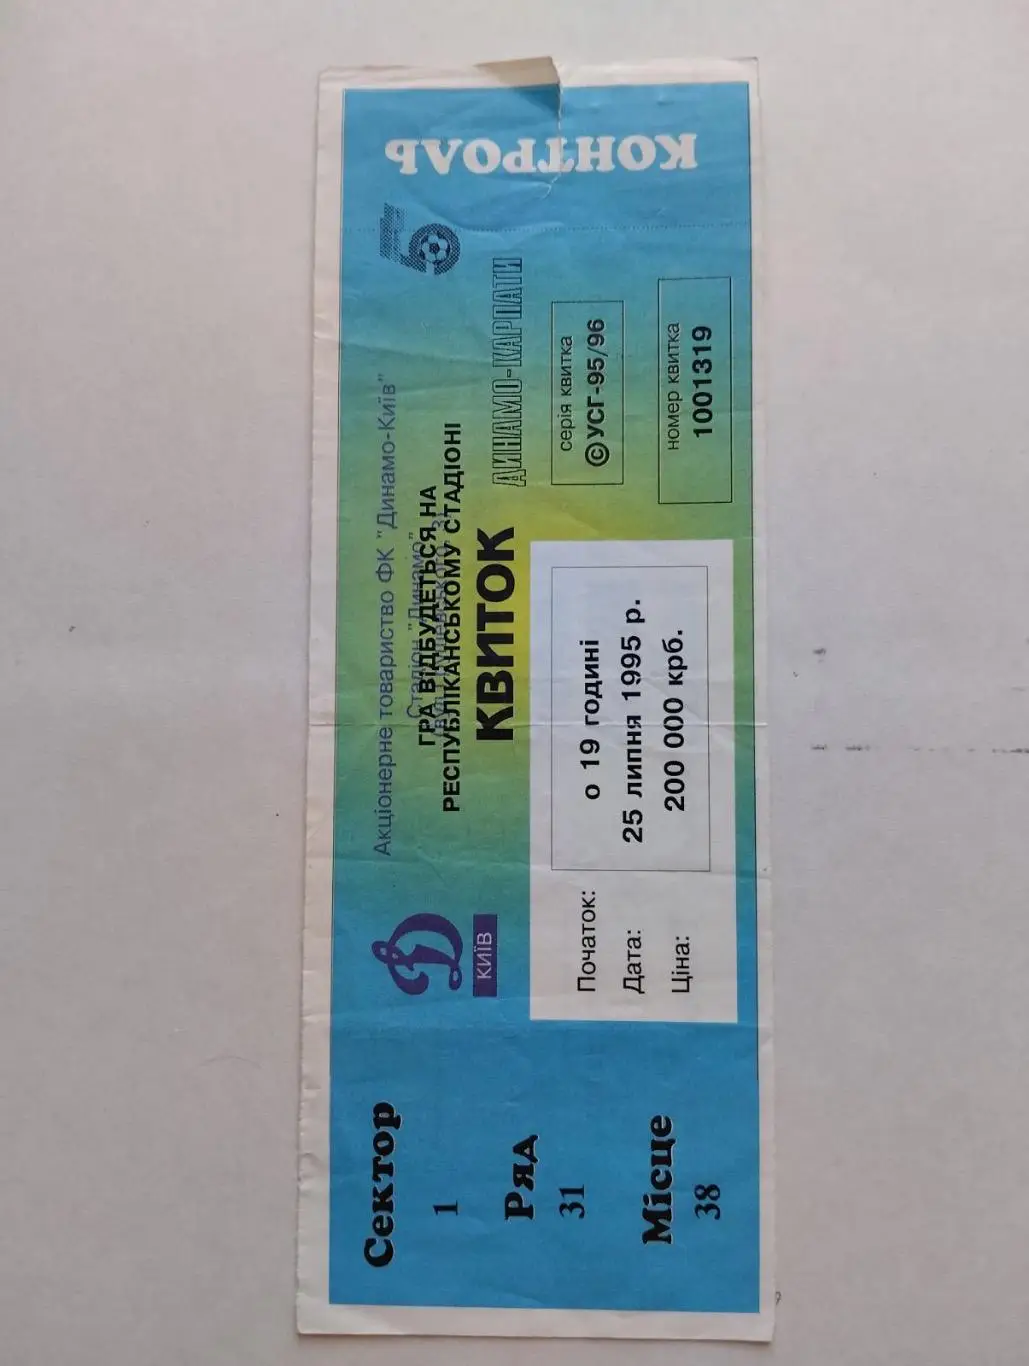 Акціонерне товариство ФК "Динамо-Київ"
Стадіон "Динамо"
ГРА ВІДБУДЕТЬСЯ НА
РЕСПУБЛІКАНСЬКОМУ СТАДІОНІ
КВИТОК
ДИНАМО-КАРПАТИ
КИЇВ
серія квитка
©УСГ-95/96
номер квитка
1001319
Початок: о 19 годині
Дата: 25 липня 1995 р.
Ціна: 200 000 крб.
Сектор
1
Ряд
31
Місце
38
КОНТРОЛЬ